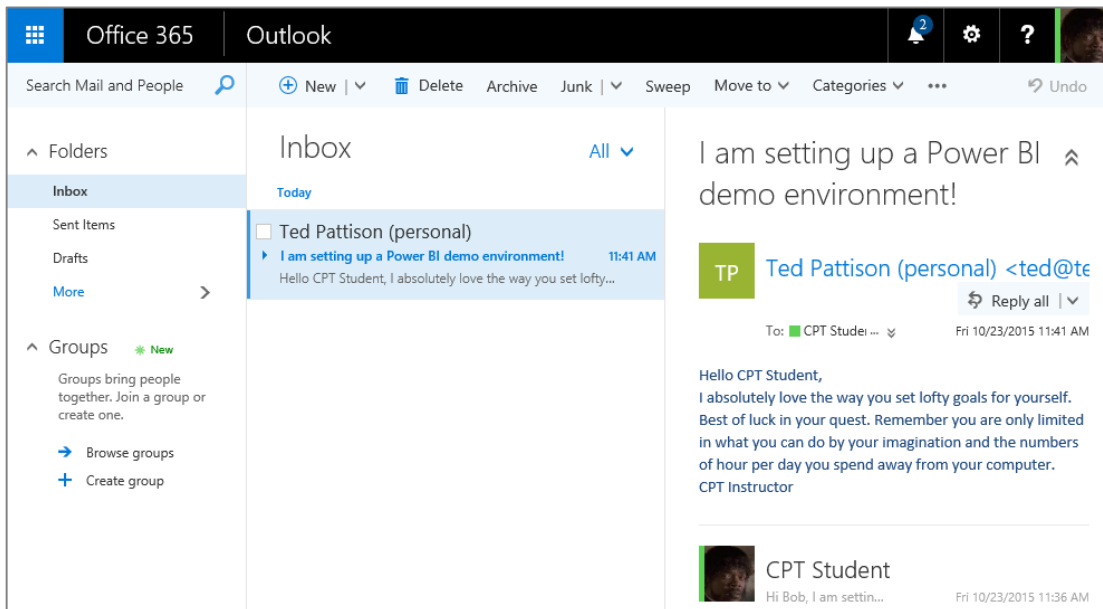 Office 365
Outlook
2
?
Search Mail and People
New
Delete
Archive
Junk
Sweep
Move to
Categories
•••
Undo
Folders
Inbox
Sent Items
Drafts
More
Groups
New
Groups bring people
together. Join a group or
create one.
Browse groups
Create group
Inbox
All
Today
Ted Pattison (personal)
I am setting up a Power BI demo environment! 11:41 AM
Hello CPT Student, I absolutely love the way you set lofty...
I am setting up a Power BI
demo environment!
TP
Ted Pattison (personal) <ted@te
Reply all
To: CPT Studei ... Fri 10/23/2015 11:41 AM
Hello CPT Student,
I absolutely love the way you set lofty goals for yourself.
Best of luck in your quest. Remember you are only limited
in what you can do by your imagination and the numbers
of hour per day you spend away from your computer.
CPT Instructor
CPT Student
Hi Bob, I am settin... Fri 10/23/2015 11:36 AM